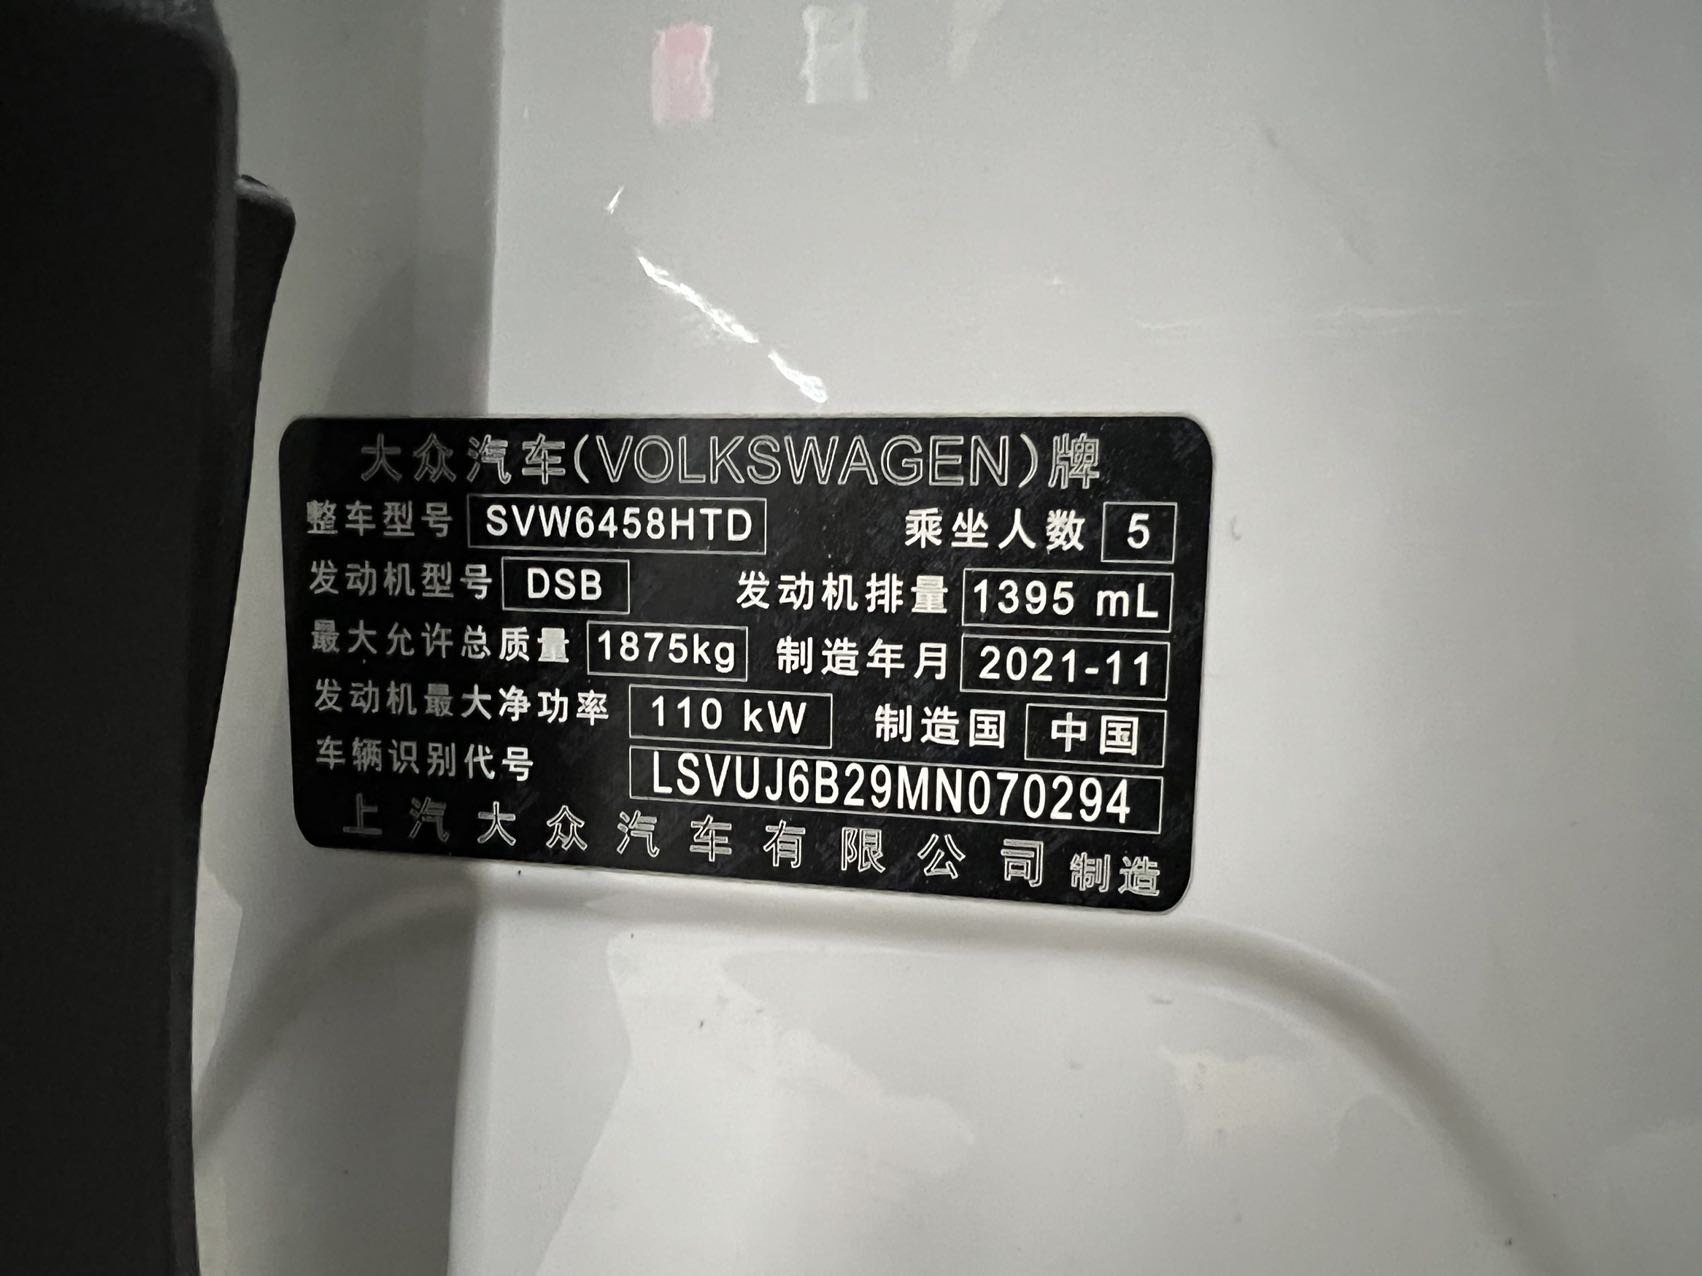 大众汽车(VOLKSWAGEN)牌
整车型号 SVW6458HTD 乘坐人数 5
发动机型号 DSB 发动机排量 1395 mL
最大允许总质量 1875kg 制造年月 2021-11
发动机最大净功率 110 kW 制造国 中国
车辆识别代号 LSVUJ6B29MN070294
上汽大众汽车有限公司制造